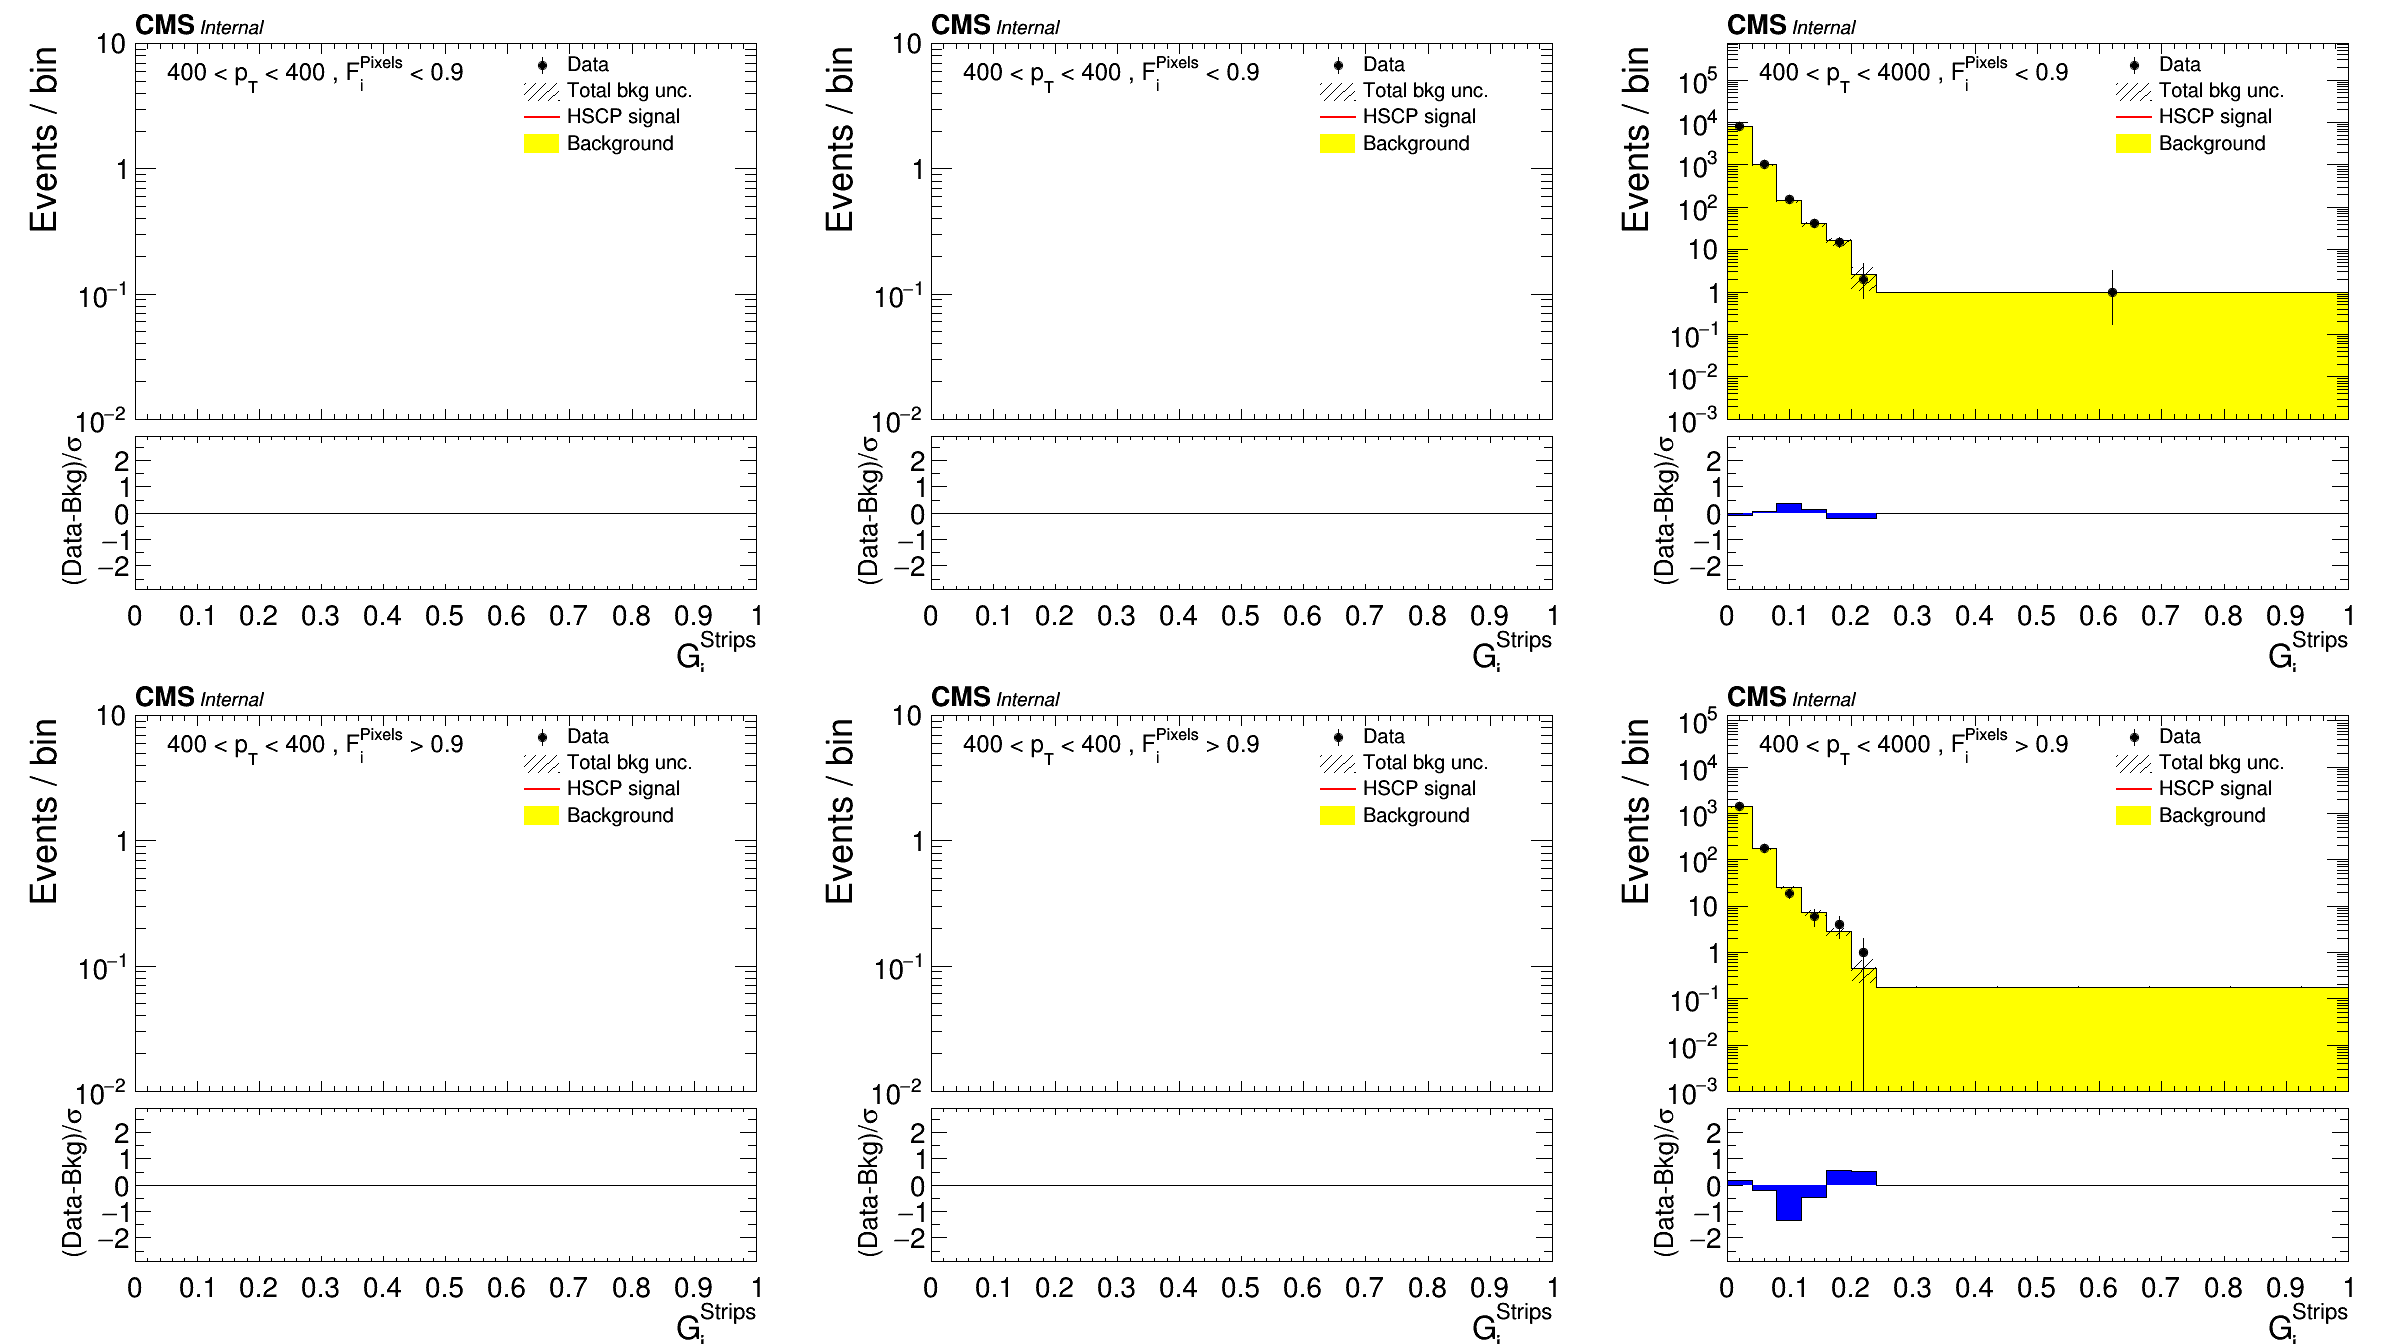 CMS Internal
Events / bin
10
1
10⁻¹
10⁻²
400 < p_T < 400 , F_i^Pixels < 0.9
Data
Total bkg unc.
HSCP signal
Background
(Data-Bkg)/σ
2
1
0
−1
−2
0 0.1 0.2 0.3 0.4 0.5 0.6 0.7 0.8 0.9 1
G_i^Strips
CMS Internal
Events / bin
10
1
10⁻¹
10⁻²
400 < p_T < 400 , F_i^Pixels < 0.9
Data
Total bkg unc.
HSCP signal
Background
(Data-Bkg)/σ
2
1
0
−1
−2
0 0.1 0.2 0.3 0.4 0.5 0.6 0.7 0.8 0.9 1
G_i^Strips
CMS Internal
Events / bin
10⁵
10⁴
10³
10²
10
1
10⁻¹
10⁻²
10⁻³
400 < p_T < 4000 , F_i^Pixels < 0.9
Data
Total bkg unc.
HSCP signal
Background
(Data-Bkg)/σ
2
1
0
−1
−2
0 0.1 0.2 0.3 0.4 0.5 0.6 0.7 0.8 0.9 1
G_i^Strips
CMS Internal
Events / bin
10
1
10⁻¹
10⁻²
400 < p_T < 400 , F_i^Pixels > 0.9
Data
Total bkg unc.
HSCP signal
Background
(Data-Bkg)/σ
2
1
0
−1
−2
0 0.1 0.2 0.3 0.4 0.5 0.6 0.7 0.8 0.9 1
G_i^Strips
CMS Internal
Events / bin
10
1
10⁻¹
10⁻²
400 < p_T < 400 , F_i^Pixels > 0.9
Data
Total bkg unc.
HSCP signal
Background
(Data-Bkg)/σ
2
1
0
−1
−2
0 0.1 0.2 0.3 0.4 0.5 0.6 0.7 0.8 0.9 1
G_i^Strips
CMS Internal
Events / bin
10⁵
10⁴
10³
10²
10
1
10⁻¹
10⁻²
10⁻³
400 < p_T < 4000 , F_i^Pixels > 0.9
Data
Total bkg unc.
HSCP signal
Background
(Data-Bkg)/σ
2
1
0
−1
−2
0 0.1 0.2 0.3 0.4 0.5 0.6 0.7 0.8 0.9 1
G_i^Strips